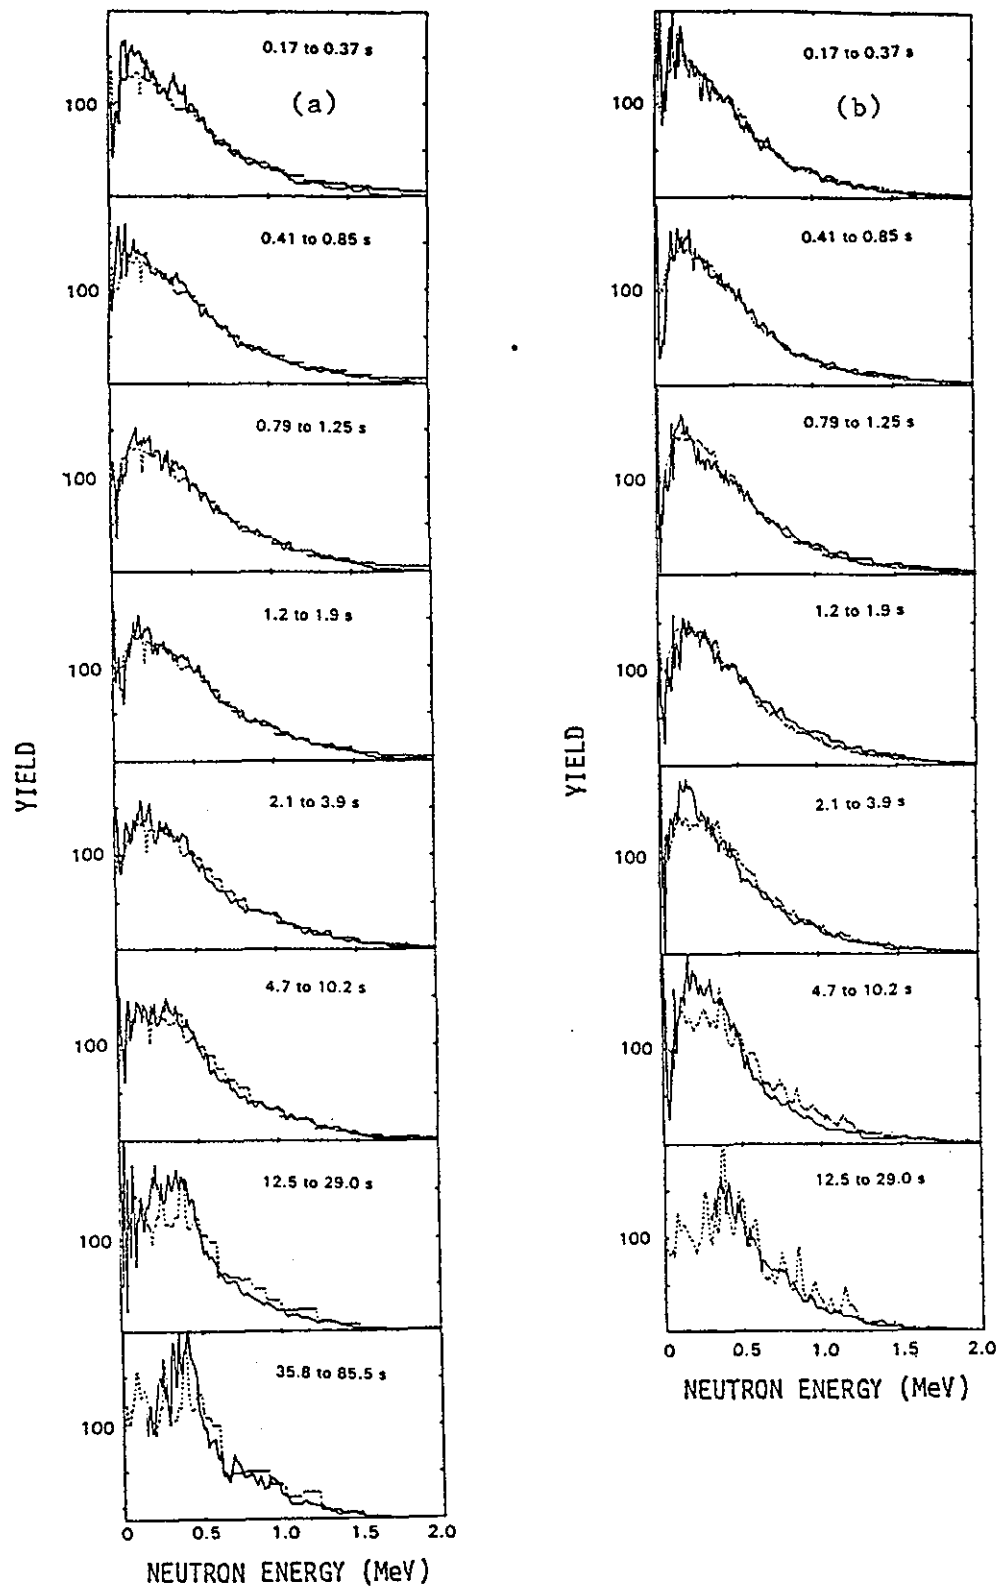 0.17 to 0.37 s
(a)
100
0.41 to 0.85 s
100
0.79 to 1.25 s
100
1.2 to 1.9 s
100
2.1 to 3.9 s
100
4.7 to 10.2 s
100
12.5 to 29.0 s
100
35.8 to 85.5 s
100
YIELD
0 0.5 1.0 1.5 2.0
NEUTRON ENERGY (MeV)
0.17 to 0.37 s
(b)
100
0.41 to 0.85 s
100
0.79 to 1.25 s
100
1.2 to 1.9 s
100
2.1 to 3.9 s
100
4.7 to 10.2 s
100
12.5 to 29.0 s
100
YIELD
0 0.5 1.0 1.5 2.0
NEUTRON ENERGY (MeV)